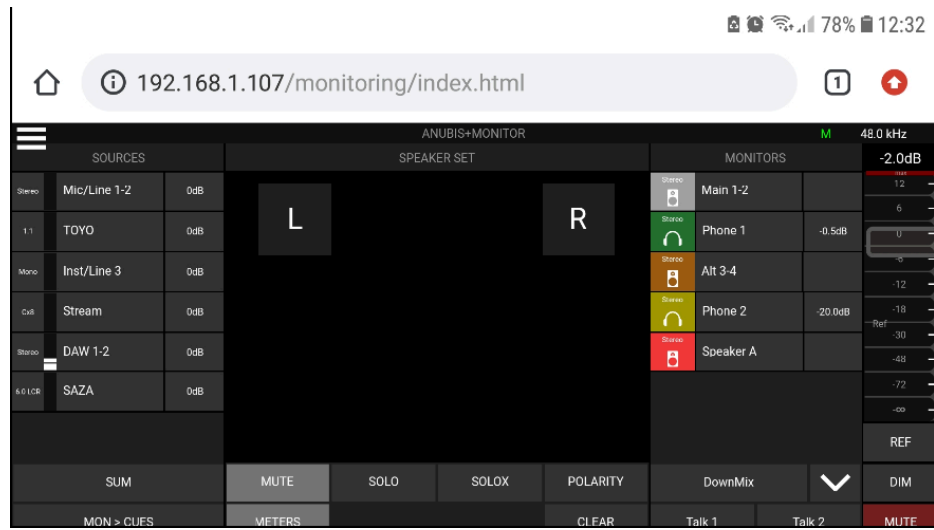 78% 12:32
192.168.1.107/monitoring/index.html 1
ANUBIS+MONITOR M 48.0 kHz
SOURCES SPEAKER SET MONITORS -2.0dB
Stereo Mic/Line 1-2 0dB
1.1 TOYO 0dB
Mono Inst/Line 3 0dB
Cx8 Stream 0dB
Stereo DAW 1-2 0dB
5.0 LCR SAZA 0dB
L R
Stereo Main 1-2
Stereo Phone 1 -0.5dB
Stereo Alt 3-4
Stereo Phone 2 -20.0dB
Stereo Speaker A
12
6
0
-6
-12
-18
Ref
-30
-48
-72
-∞
REF
SUM MUTE SOLO SOLOX POLARITY DownMix DIM
MON > CUES METERS CLEAR Talk 1 Talk 2 MUTE